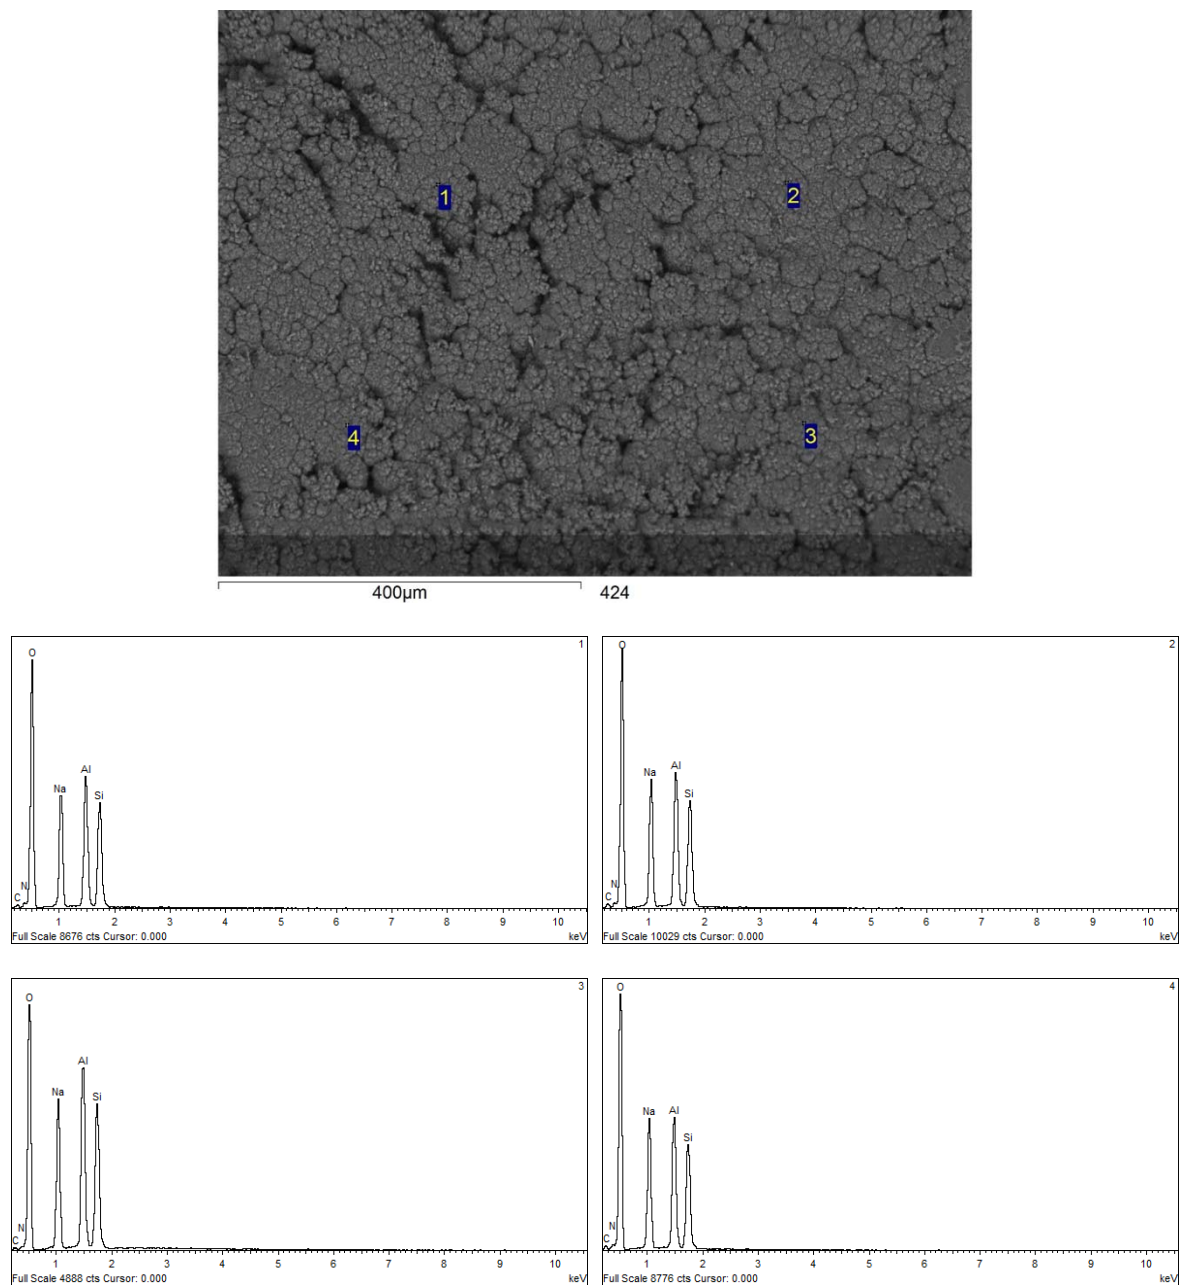 1
2
4
3
400µm
424
1
O
Na
Al
Si
N
C
1 2 3 4 5 6 7 8 9 10
Full Scale 8676 cts Cursor: 0.000 keV
2
O
Na
Al
Si
N
C
1 2 3 4 5 6 7 8 9 10
Full Scale 10029 cts Cursor: 0.000 keV
3
O
Al
Na
Si
N
C
1 2 3 4 5 6 7 8 9 10
Full Scale 4888 cts Cursor: 0.000 keV
4
O
Na
Al
Si
N
C
1 2 3 4 5 6 7 8 9 10
Full Scale 8776 cts Cursor: 0.000 keV